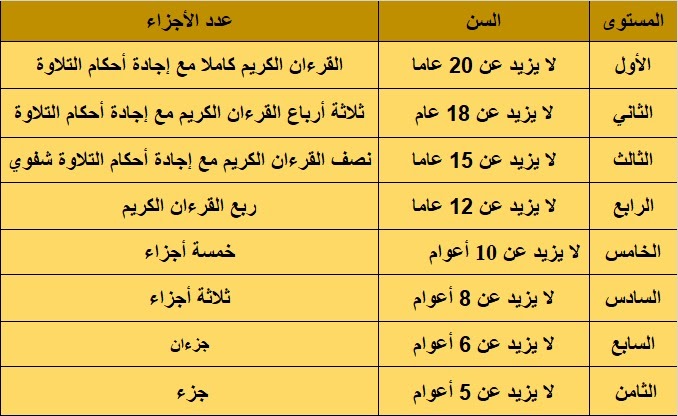 المستوى السن عدد الأجزاء
الأول لا يزيد عن 20 عاما القرءان الكريم كاملا مع إجادة أحكام التلاوة
الثاني لا يزيد عن 18 عام ثلاثة أرباع القرءان الكريم مع إجادة أحكام التلاوة
الثالث لا يزيد عن 15 عاما نصف القرءان الكريم مع إجادة أحكام التلاوة شفوي
الرابع لا يزيد عن 12 عاما ربع القرءان الكريم
الخامس لا يزيد عن 10 أعوام خمسة أجزاء
السادس لا يزيد عن 8 أعوام ثلاثة أجزاء
السابع لا يزيد عن 6 أعوام جزءان
الثامن لا يزيد عن 5 أعوام جزء